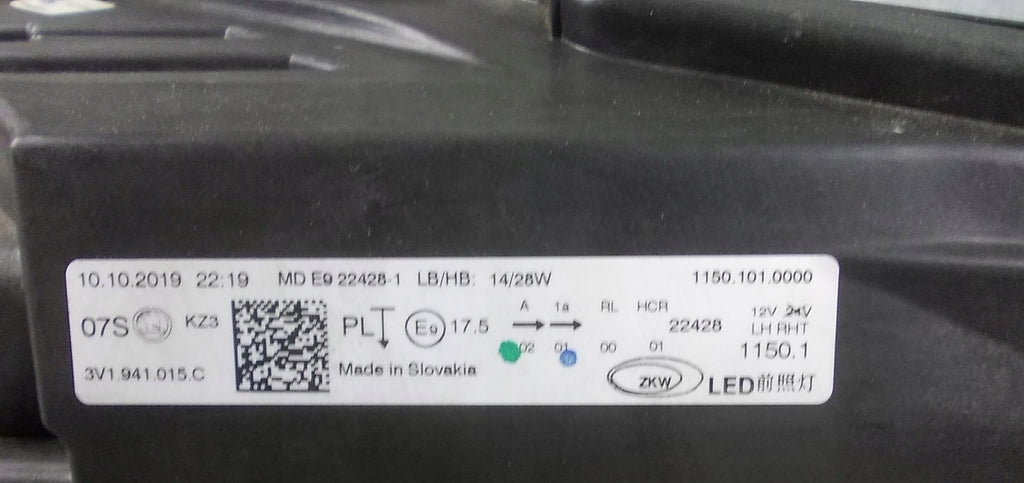 10.10.2019 22:19 MD E9 22428-1 LB/HB: 14/28W 1150.101.0000
07S KZ3 PL E9 17.5 A 1a RL HCR 12V 24V
22428 LH RHT
02 01 00 01 1150.1
3V1.941.015.C Made in Slovakia ZKW LED前照灯